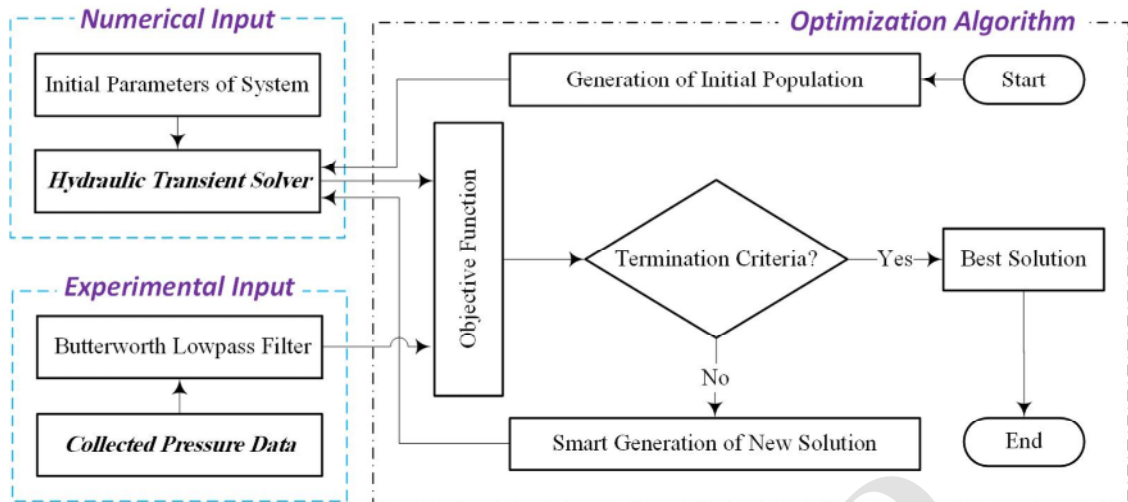 Numerical Input
Initial Parameters of System
Hydraulic Transient Solver
Experimental Input
Butterworth Lowpass Filter
Collected Pressure Data
Optimization Algorithm
Generation of Initial Population
Start
Objective Function
Termination Criteria?
Yes
Best Solution
No
Smart Generation of New Solution
End